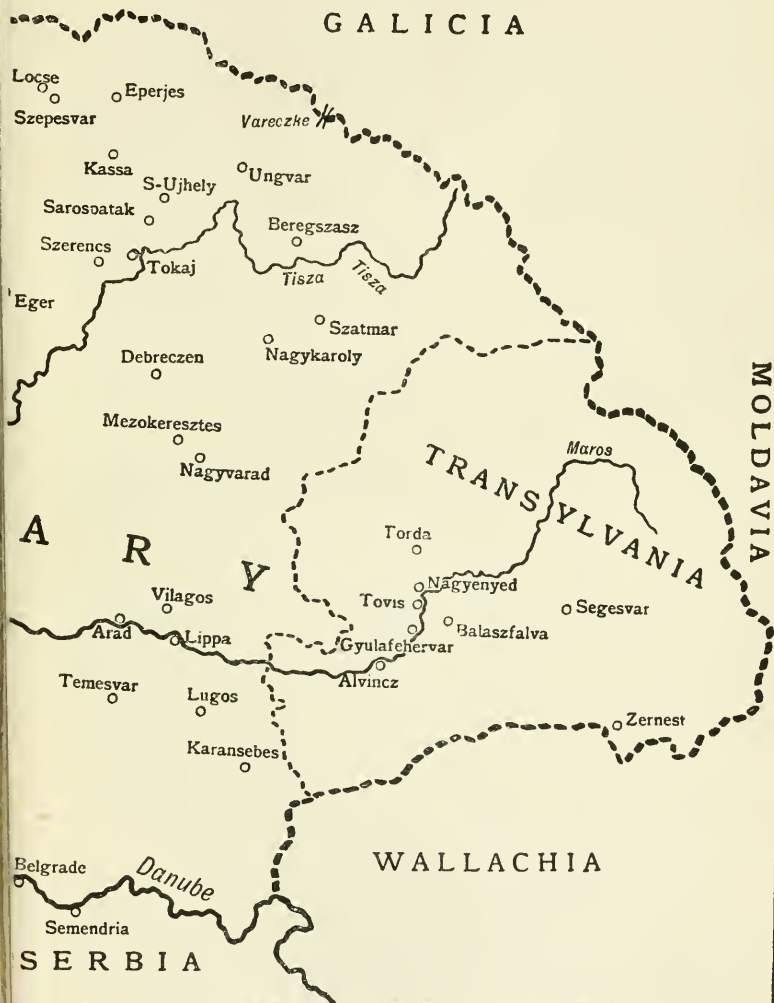 GALICIA
Locse
Eperjes
Szepesvar
Vareczke
Kassa
Ungvar
S-Ujhely
Sarosoatak
Beregszasz
Szerencs
Tokaj
Tisza
Tisza
Eger
Szatmar
Nagykaroly
Debreczen
MOLDAVIA
Mezokeresztes
Nagyvarad
Maros
TRANSYLVANIA
ARY
Torda
Nagyenyed
Tovis
Vilagos
Segesvar
Arad
Lippa
Balaszfalva
Gyulafehervar
Alvincz
Temesvar
Lugos
Zernest
Karansebes
WALLACHIA
Belgrade
Danube
Semendria
SERBIA